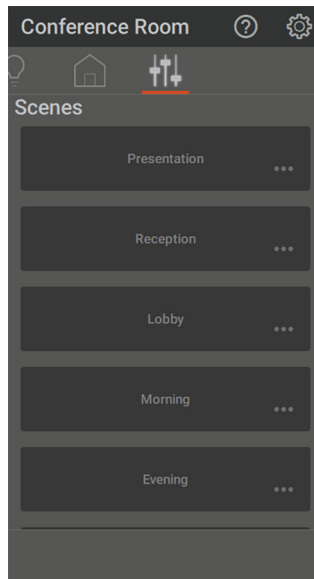 Conference Room
Scenes
Presentation
Reception
Lobby
Morning
Evening